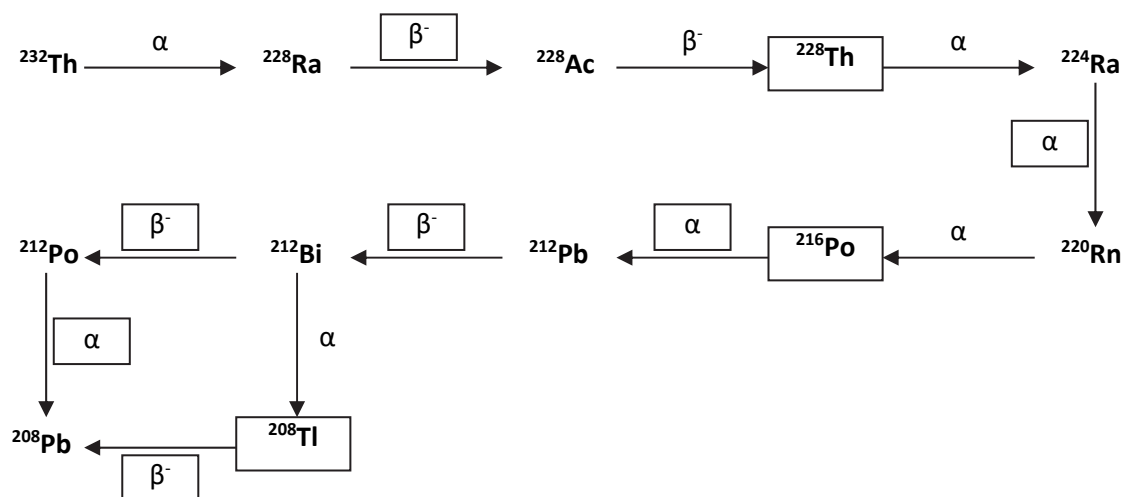 α β⁻ β⁻ α
²³²Th ²²⁸Ra ²²⁸Ac ²²⁸Th ²²⁴Ra
α
β⁻ β⁻ α α
²¹²Po ²¹²Bi ²¹²Pb ²¹⁶Po ²²⁰Rn
α α
²⁰⁸Pb ²⁰⁸Tl
β⁻